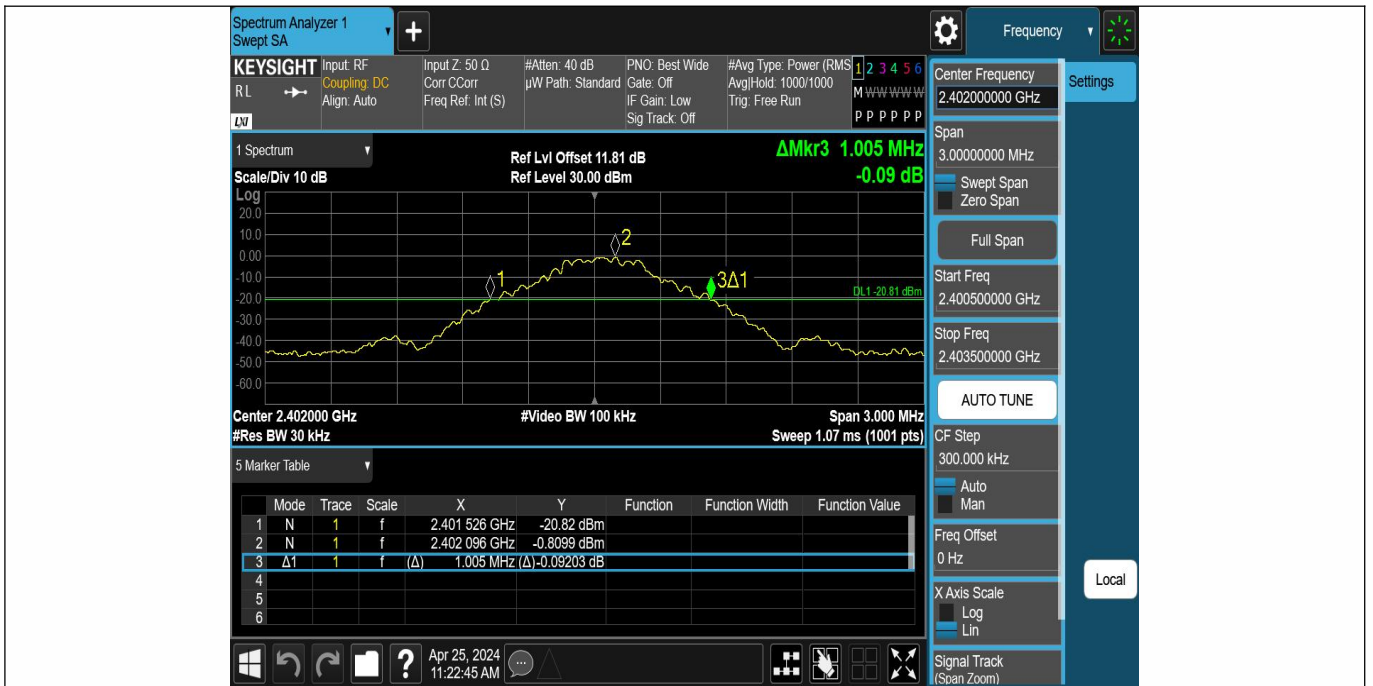 Spectrum Analyzer 1
Swept SA
Frequency
KEYSIGHT
RL
LXI
Input: RF
Coupling: DC
Align: Auto
Input Z: 50 Ω
Corr CCorr
Freq Ref: Int (S)
#Atten: 40 dB
µW Path: Standard
PNO: Best Wide
Gate: Off
IF Gain: Low
Sig Track: Off
#Avg Type: Power (RMS
Avg|Hold: 1000/1000
Trig: Free Run
1 2 3 4 5 6
M W W W W W
P P P P P P
1 Spectrum
Scale/Div 10 dB
Ref Lvl Offset 11.81 dB
Ref Level 30.00 dBm
ΔMkr3 1.005 MHz
-0.09 dB
Log
20.0
10.0
0.00
-10.0
-20.0
-30.0
-40.0
-50.0
-60.0
1
2
3Δ1
DL1 -20.81 dBm
Center 2.402000 GHz
#Res BW 30 kHz
#Video BW 100 kHz
Span 3.000 MHz
Sweep 1.07 ms (1001 pts)
5 Marker Table
Mode Trace Scale X Y Function Function Width Function Value
1 N 1 f 2.401 526 GHz -20.82 dBm
2 N 1 f 2.402 096 GHz -0.8099 dBm
3 Δ1 1 f (Δ) 1.005 MHz (Δ) -0.09203 dB
4
5
6
?
Apr 25, 2024
11:22:45 AM
Center Frequency
2.402000000 GHz
Settings
Span
3.00000000 MHz
Swept Span
Zero Span
Full Span
Start Freq
2.400500000 GHz
Stop Freq
2.403500000 GHz
AUTO TUNE
CF Step
300.000 kHz
Auto
Man
Freq Offset
0 Hz
Local
X Axis Scale
Log
Lin
Signal Track
(Span Zoom)